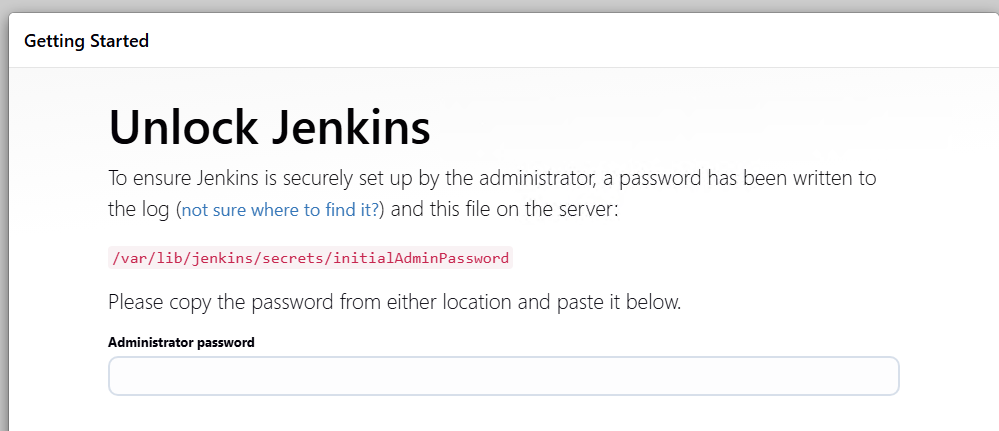 Getting Started
Unlock Jenkins
To ensure Jenkins is securely set up by the administrator, a password has been written to
the log (not sure where to find it?) and this file on the server:
/var/lib/jenkins/secrets/initialAdminPassword
Please copy the password from either location and paste it below.
Administrator password